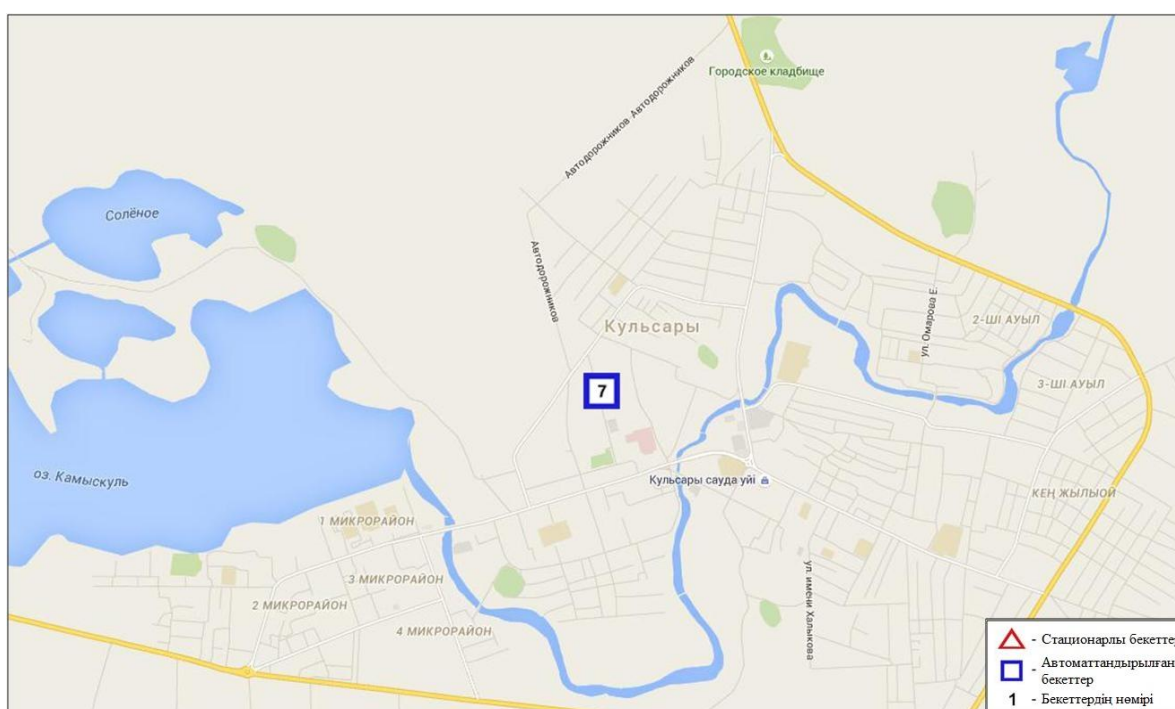 Городское кладбище
Автодорожников Автодорожников
Солёное
Автодорожников
ул. Омарова Е.
2-ШІ АУЫЛ
Кульсары
3-ШІ АУЫЛ
7
оз. Камыскуль
Кульсары сауда үйі
КЕҢ ЖЫЛЫОЙ
1 МИКРОРАЙОН
3 МИКРОРАЙОН
2 МИКРОРАЙОН
4 МИКРОРАЙОН
ул. имени Халыкова
- Стационарлы
- Автоматтандырылған
бекеттер
1 - Бекеттердің нөмірі